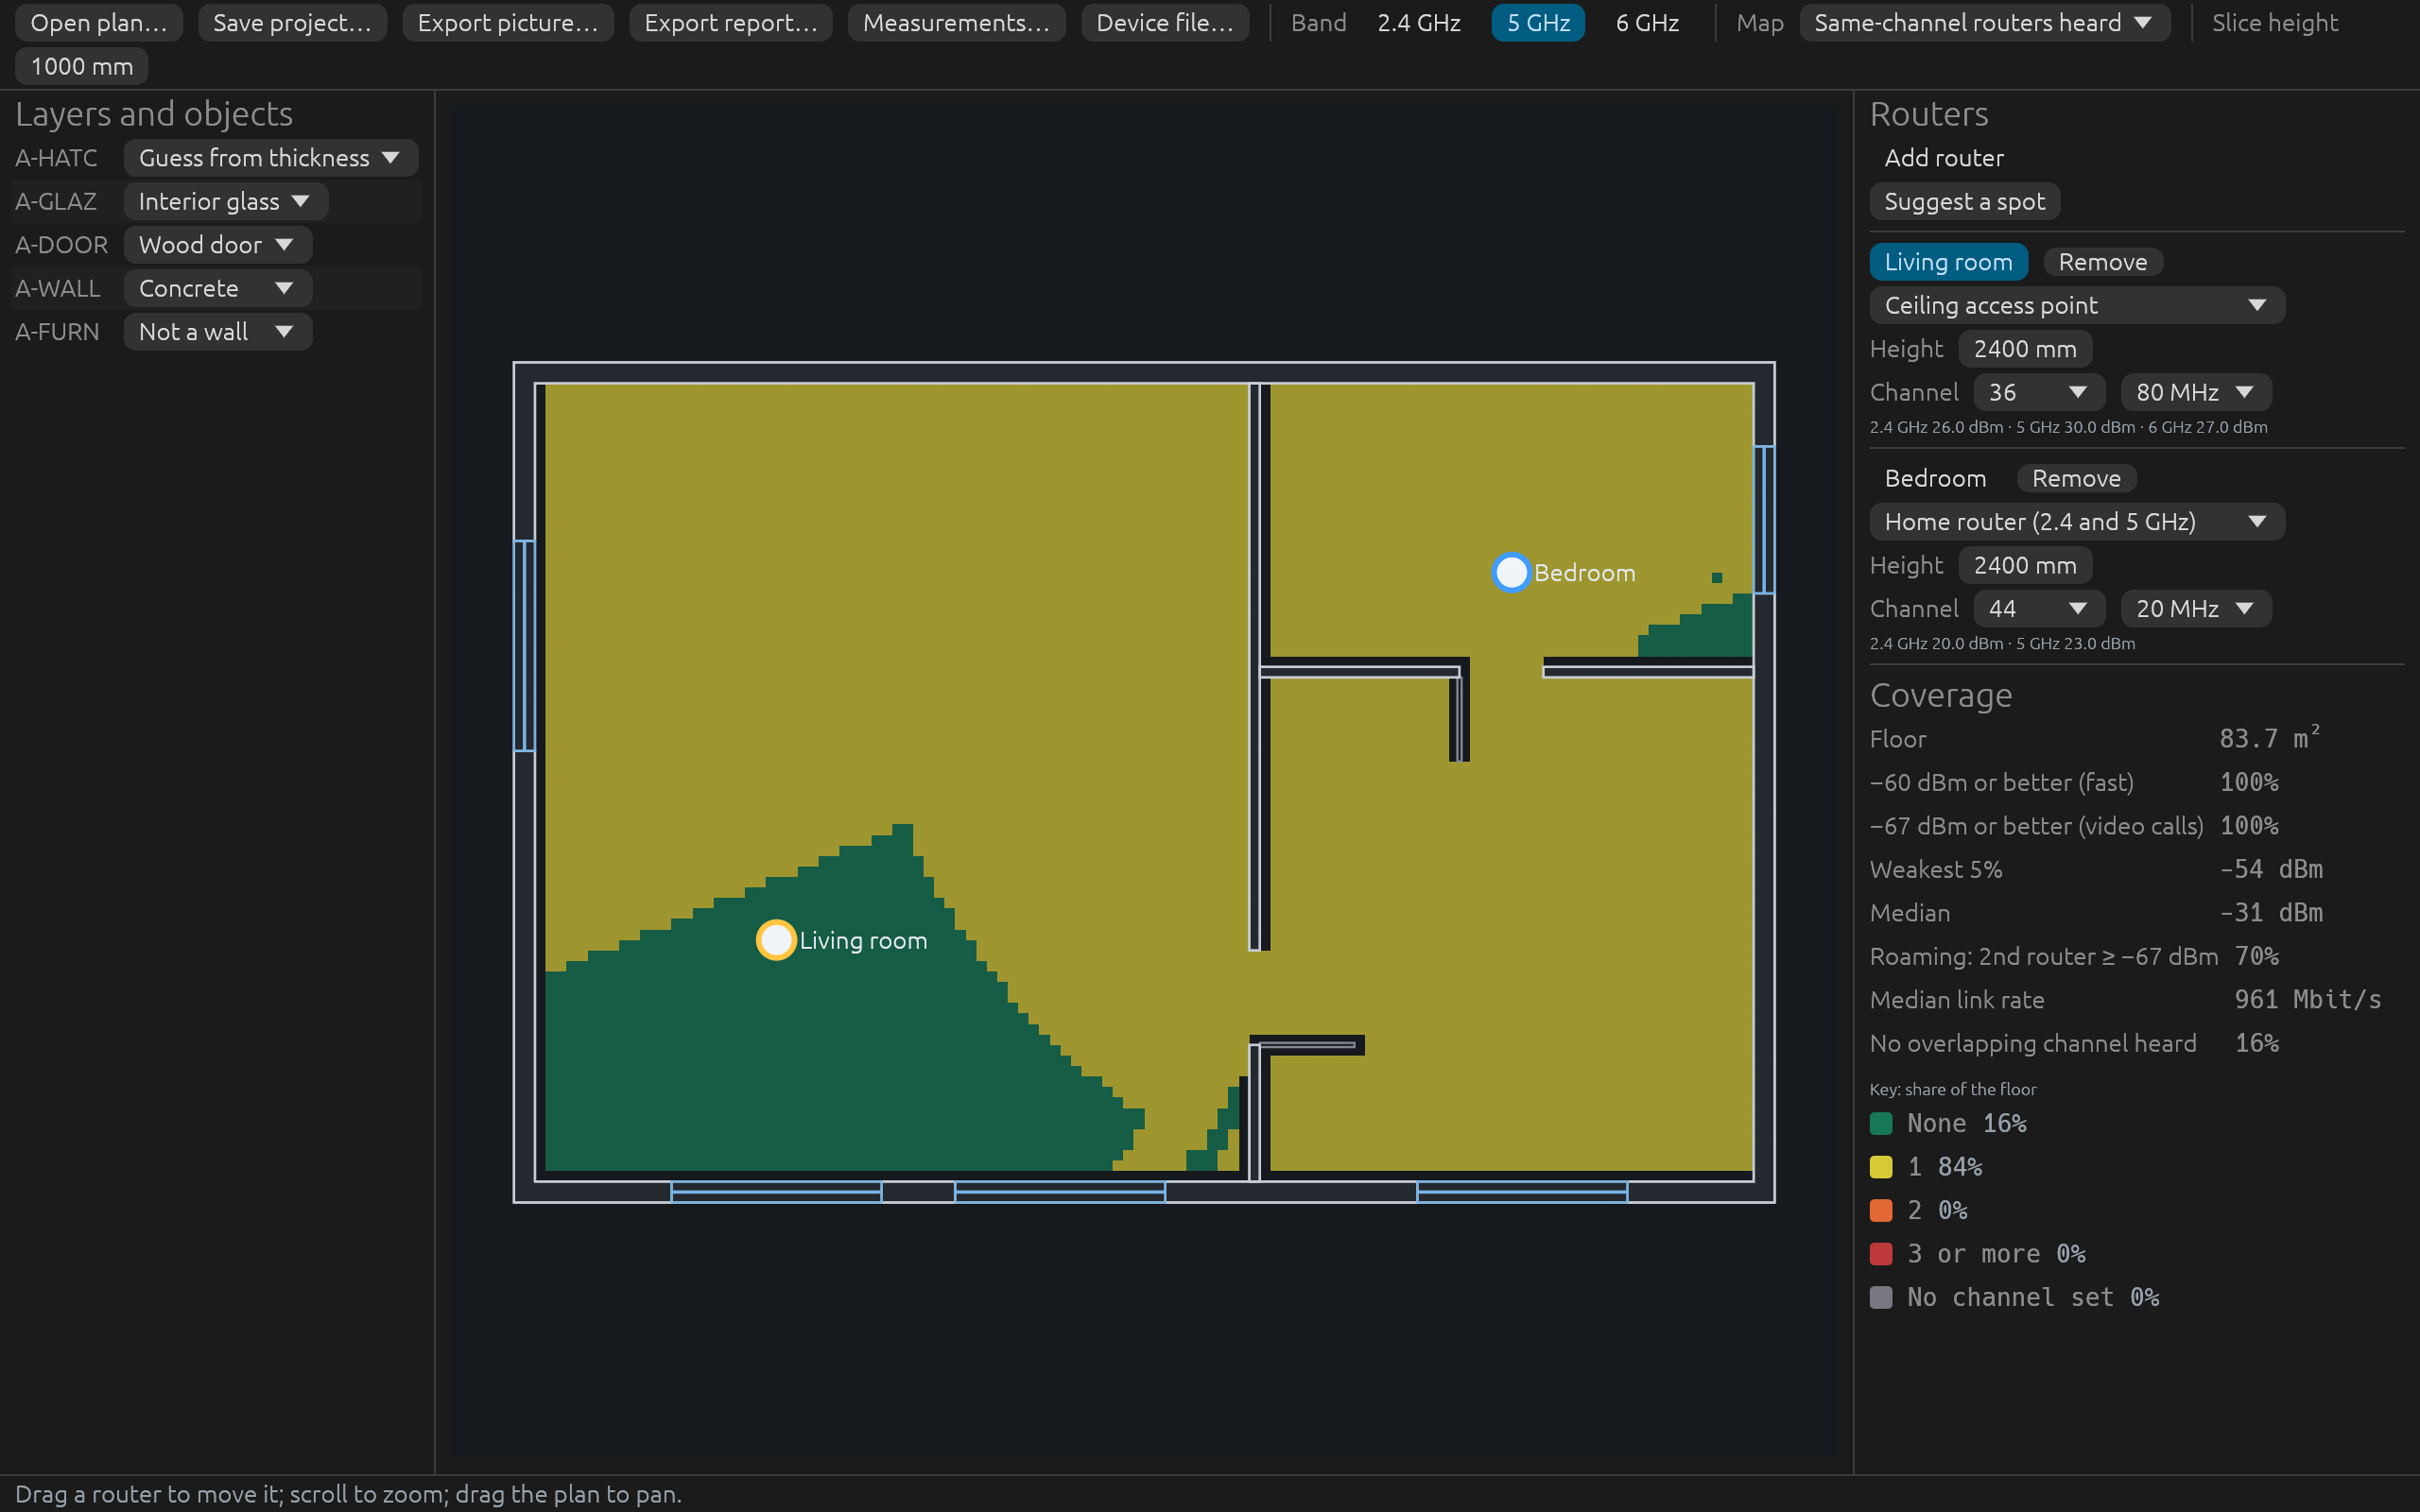 Open plan… Save project… Export picture… Export report… Measurements… Device file… Band 2.4 GHz 5 GHz 6 GHz Map Same-channel routers heard Slice height
1000 mm
Layers and objects
A-HATC Guess from thickness
A-GLAZ Interior glass
A-DOOR Wood door
A-WALL Concrete
A-FURN Not a wall
Bedroom
Living room
Routers
Add router
Suggest a spot
Living room Remove
Ceiling access point
Height 2400 mm
Channel 36 80 MHz
2.4 GHz 26.0 dBm · 5 GHz 30.0 dBm · 6 GHz 27.0 dBm
Bedroom Remove
Home router (2.4 and 5 GHz)
Height 2400 mm
Channel 44 20 MHz
2.4 GHz 20.0 dBm · 5 GHz 23.0 dBm
Coverage
Floor 83.7 m²
−60 dBm or better (fast) 100%
−67 dBm or better (video calls) 100%
Weakest 5% −54 dBm
Median −31 dBm
Roaming: 2nd router ≥ −67 dBm 70%
Median link rate 961 Mbit/s
No overlapping channel heard 16%
Key: share of the floor
None 16%
1 84%
2 0%
3 or more 0%
No channel set 0%
Drag a router to move it; scroll to zoom; drag the plan to pan.